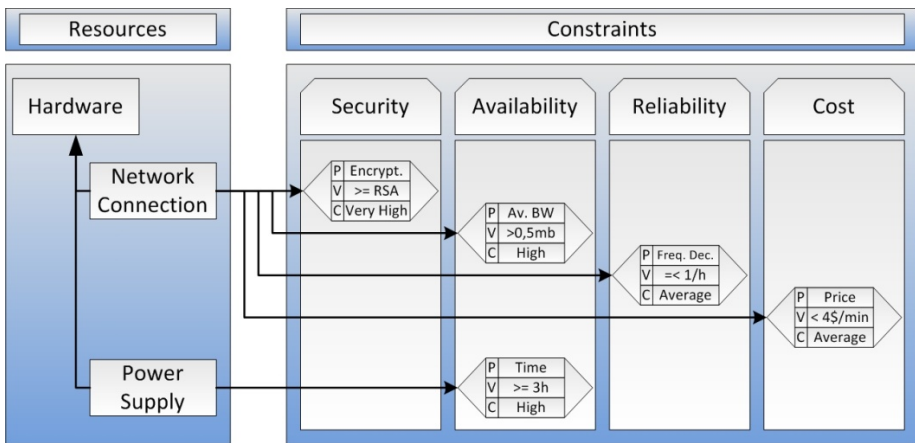 Resources
Constraints
Hardware
Network
Connection
Power
Supply
Security
Availability
Reliability
Cost
P Encrypt.
V >= RSA
C Very High
P Av. BW
V >0,5mb
C High
P Freq. Dec.
V =< 1/h
C Average
P Price
V < 4$/min
C Average
P Time
V >= 3h
C High